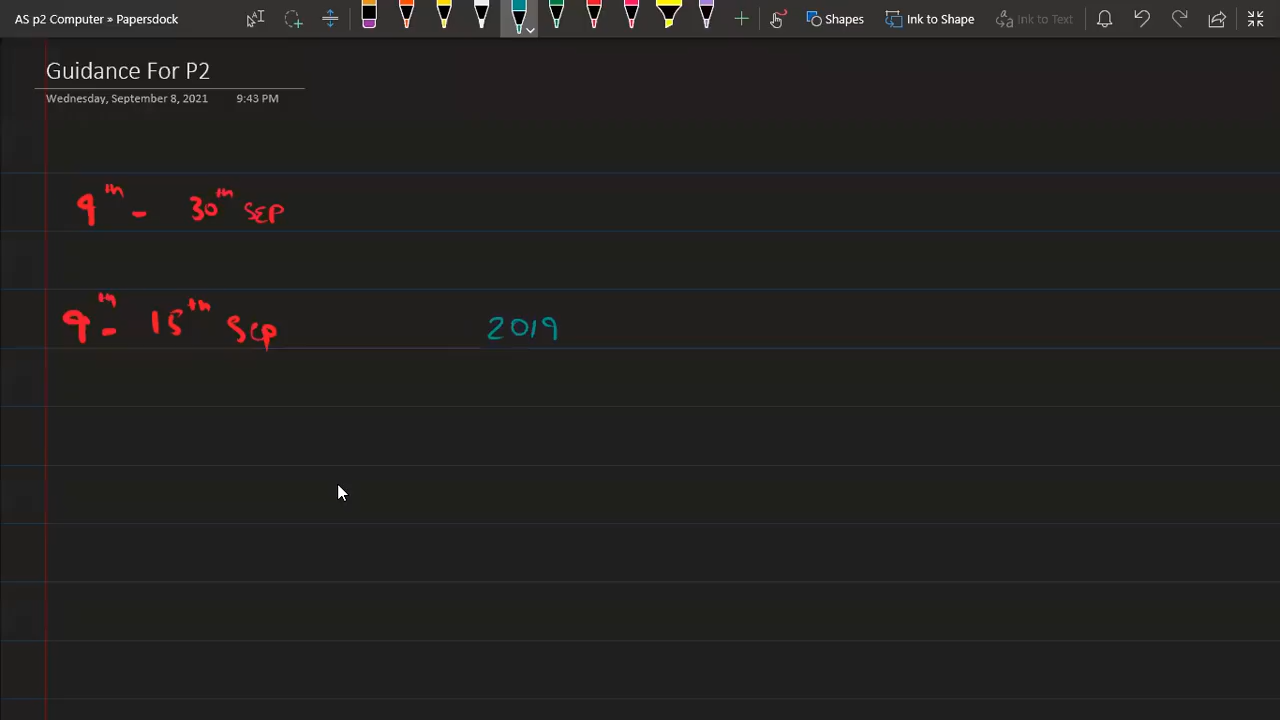 AS p2 Computer » Papersdock
Shapes
Ink to Shape
Ink to Text
Guidance For P2
Wednesday, September 8, 2021 9:43 PM
9th - 30th SEP
9th - 15th Sep 2019